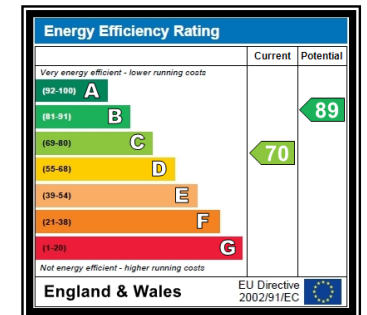 Energy Efficiency Rating
Current Potential
Very energy efficient - lower running costs
(92-100) A
(81-91) B
89
(69-80) C
70
(55-68) D
(39-54) E
(21-38) F
(1-20) G
Not energy efficient - higher running costs
England & Wales
EU Directive
2002/91/EC